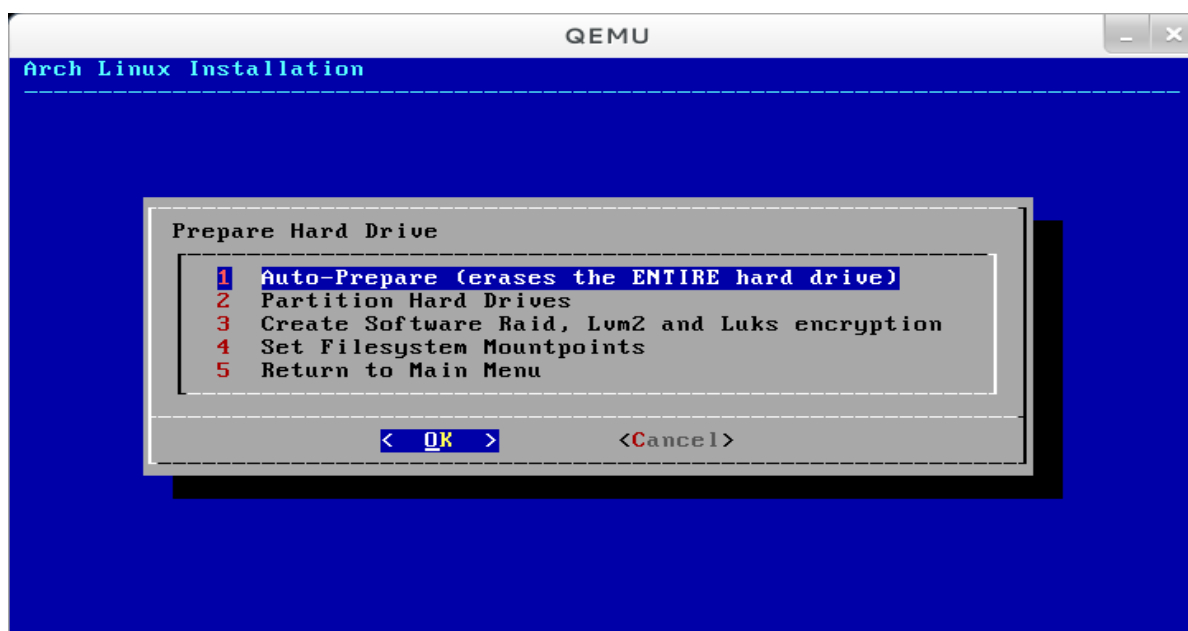 QEMU
Arch Linux Installation
Prepare Hard Drive
1 Auto-Prepare (erases the ENTIRE hard drive)
2 Partition Hard Drives
3 Create Software Raid, Lvm2 and Luks encryption
4 Set Filesystem Mountpoints
5 Return to Main Menu
< OK > <Cancel>